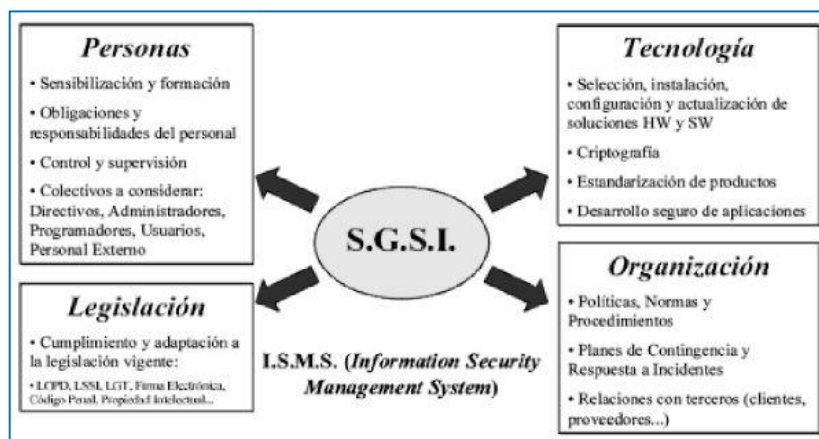 Personas
• Sensibilización y formación
• Obligaciones y
responsabilidades del personal
• Control y supervisión
• Colectivos a considerar:
Directivos, Administradores,
Programadores, Usuarios,
Personal Externo
Tecnología
• Selección, instalación,
configuración y actualización de
soluciones HW y SW
• Criptografía
• Estandarización de productos
• Desarrollo seguro de aplicaciones
S.G.S.I.
Legislación
• Cumplimiento y adaptación a
la legislación vigente:
• LOPD, LSSI, LGT, Firma Electrónica,
Código Penal, Propiedad Intelectual...
I.S.M.S. (Information Security
Management System)
Organización
• Políticas, Normas y
Procedimientos
• Planes de Contingencia y
Respuesta a Incidentes
• Relaciones con terceros (clientes,
proveedores...)